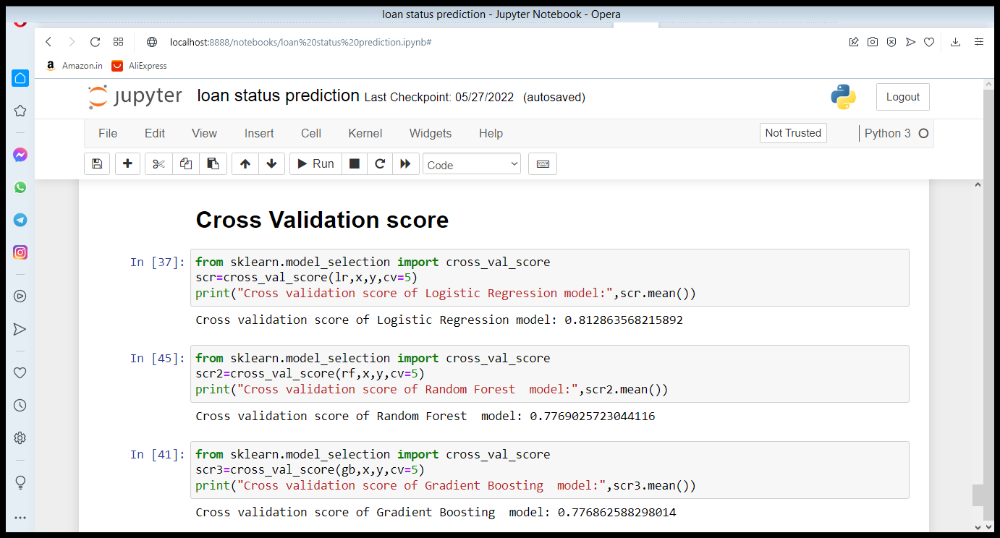 loan status prediction - Jupyter Notebook - Opera
localhost:8888/notebooks/loan%20status%20prediction.ipynb#
a Amazon.in AliExpress
jupyter loan status prediction Last Checkpoint: 05/27/2022 (autosaved) Logout
File Edit View Insert Cell Kernel Widgets Help Not Trusted Python 3
Run Code
Cross Validation score
In [37]: from sklearn.model_selection import cross_val_score
scr=cross_val_score(lr,x,y,cv=5)
print("Cross validation score of Logistic Regression model:",scr.mean())
Cross validation score of Logistic Regression model: 0.812863568215892
In [45]: from sklearn.model_selection import cross_val_score
scr2=cross_val_score(rf,x,y,cv=5)
print("Cross validation score of Random Forest  model:",scr2.mean())
Cross validation score of Random Forest  model: 0.7769025723044116
In [41]: from sklearn.model_selection import cross_val_score
scr3=cross_val_score(gb,x,y,cv=5)
print("Cross validation score of Gradient Boosting  model:",scr3.mean())
Cross validation score of Gradient Boosting  model: 0.776862588298014